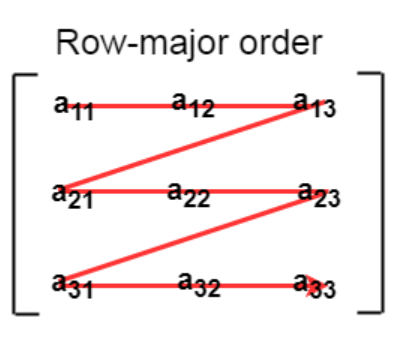 Row-major order
a11 a12 a13
a21 a22 a23
a31 a32 a33